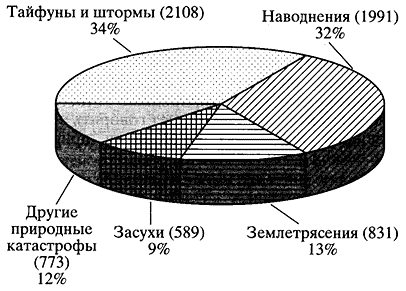 Тайфуны и штормы (2108)
34%
Наводнения (1991)
32%
Другие
природные
катастрофы
(773)
12%
Засухи (589)
9%
Землетрясения (831)
13%